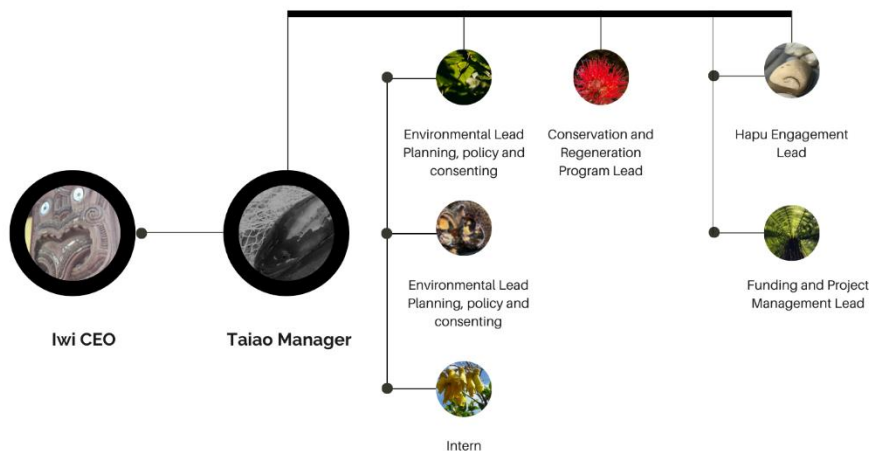 Environmental Lead
Planning, policy and
consenting
Conservation and
Regeneration
Program Lead
Hapu Engagement
Lead
Environmental Lead
Planning, policy and
consenting
Funding and Project
Management Lead
Iwi CEO
Taiao Manager
Intern